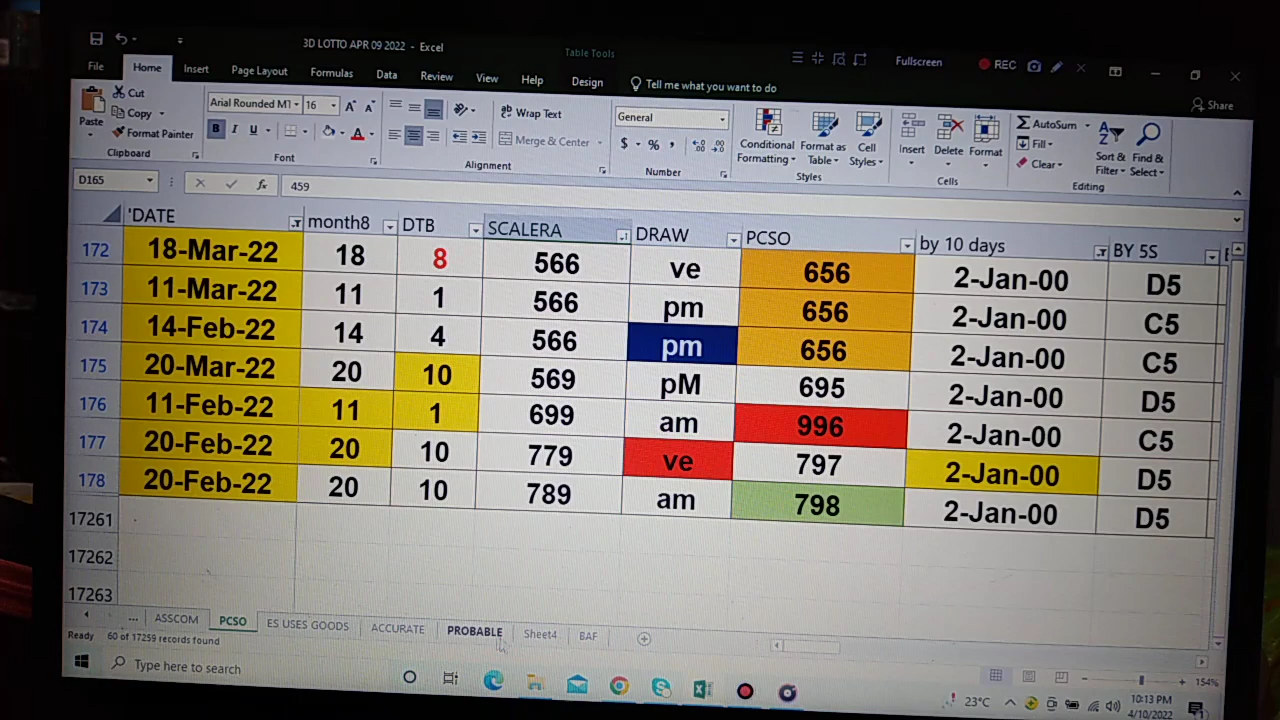 3D LOTTO APR 09 2022 - Excel
Table Tools
Fullscreen
REC
File Home Insert Page Layout Formulas Data Review View Help Design Tell me what you want to do
Share
Paste
Cut
Copy
Format Painter
Clipboard
Arial Rounded MT 16
B I U
Font
Wrap Text
Merge & Center
Alignment
General
$ % ,
Number
Conditional Formatting
Format as Table
Cell Styles
Styles
Insert Delete Format
Cells
AutoSum
Fill
Clear
Sort & Filter
Find & Select
Editing
D165 fx 459
'DATE month8 DTB SCALERA DRAW PCSO by 10 days BY 5S
172 18-Mar-22 18 8 566 ve 656 2-Jan-00 D5
173 11-Mar-22 11 1 566 pm 656 2-Jan-00 C5
174 14-Feb-22 14 4 566 pm 656 2-Jan-00 C5
175 20-Mar-22 20 10 569 pM 695 2-Jan-00 D5
176 11-Feb-22 11 1 699 am 996 2-Jan-00 C5
177 20-Feb-22 20 10 779 ve 797 2-Jan-00 D5
178 20-Feb-22 20 10 789 am 798 2-Jan-00 D5
17261
17262
17263
... ASSCOM PCSO ES USES GOODS ACCURATE PROBABLE Sheet4 BAF
Ready 60 of 17259 records found
154%
Type here to search
23°C
10:13 PM
4/10/2022